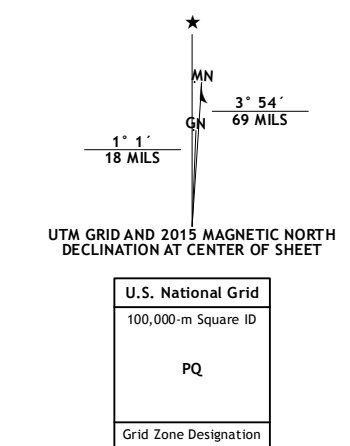 ★
MN
3° 54´
69 MILS
GN
1° 1´
18 MILS
UTM GRID AND 2015 MAGNETIC NORTH
DECLINATION AT CENTER OF SHEET
U.S. National Grid
100,000-m Square ID
PQ
Grid Zone Designation